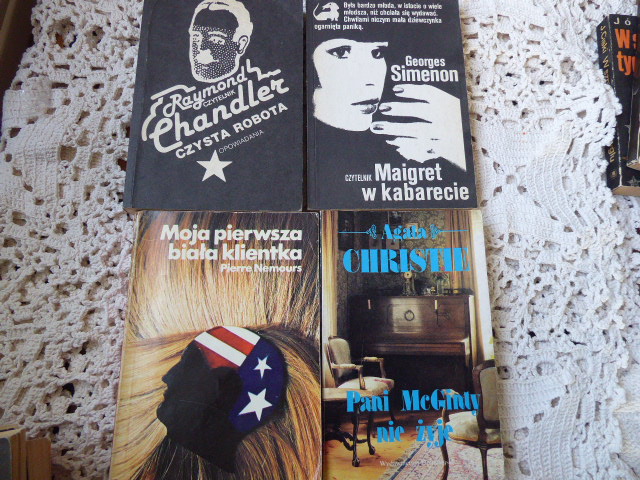 Raymond
CZYTELNIK
Chandler
CZYSTA ROBOTA
OPOWIADANIA
Była bardzo młoda, w istocie o wiele
młodsza, niż chciała się wydawać.
Chwilami niczym mała dziewczynka
ogarnięta paniką.
Georges
Simenon
CZYTELNIK
Maigret
w kabarecie
Moja pierwsza
biała klientka
Pierre Nemours
Agata
CHRISTIE
Pani McGinty
nie żyje